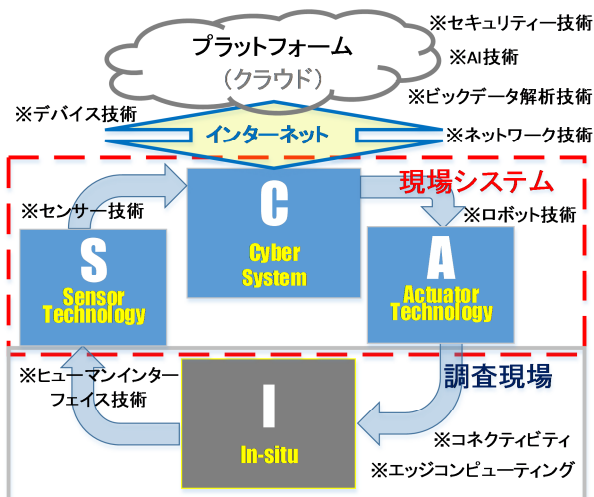 プラットフォーム
(クラウド)
※セキュリティー技術
※AI技術
※ビックデータ解析技術
※デバイス技術
インターネット
※ネットワーク技術
現場システム
※センサー技術
C
Cyber
System
※ロボット技術
S
Sensor
Technology
A
Actuator
Technology
※ヒューマンインター
フェイス技術
調査現場
I
In-situ
※コネクティビティ
※エッジコンピューティング